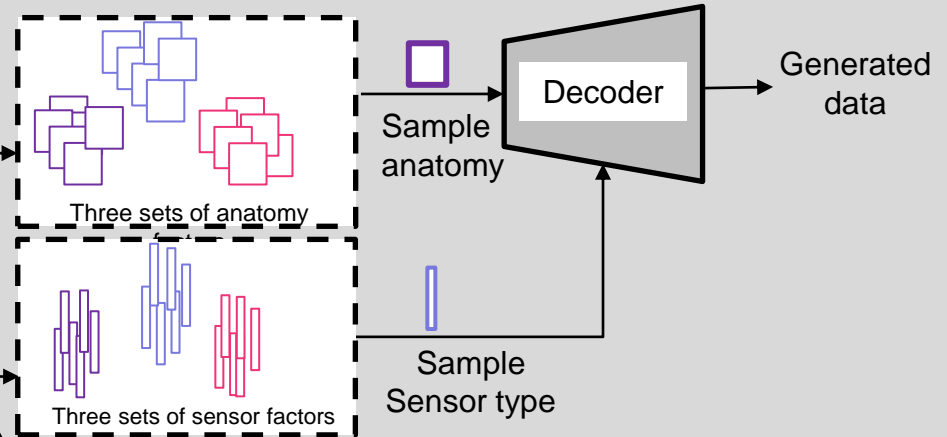 Three sets of anatomy
Sample
anatomy
Decoder
Generated
data
Three sets of sensor factors
Sample
Sensor type